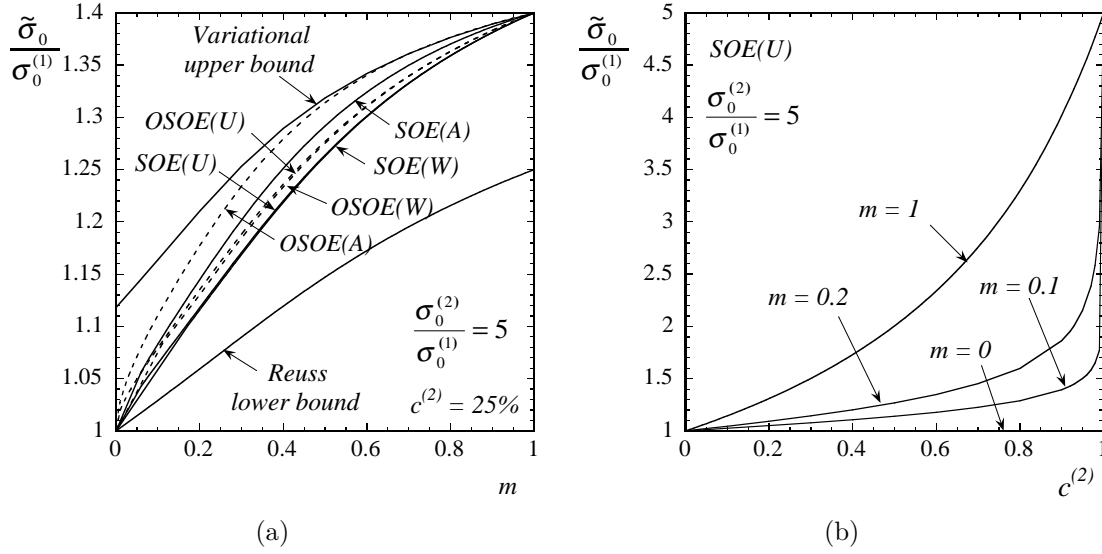 σ̃₀
σ₀⁽¹⁾
1.4
1.35
1.3
1.25
1.2
1.15
1.1
1.05
1
0
0.2
0.4
0.6
0.8
1
m
Variational
upper bound
OSOE(U)
SOE(U)
SOE(A)
SOE(W)
OSOE(W)
OSOE(A)
Reuss
lower bound
σ₀⁽²⁾
σ₀⁽¹⁾ = 5
c⁽²⁾ = 25%
(a)
σ̃₀
σ₀⁽¹⁾
5
4.5
4
3.5
3
2.5
2
1.5
1
0
0.2
0.4
0.6
0.8
1
c⁽²⁾
SOE(U)
σ₀⁽²⁾
σ₀⁽¹⁾ = 5
m = 1
m = 0.2
m = 0.1
m = 0
(b)